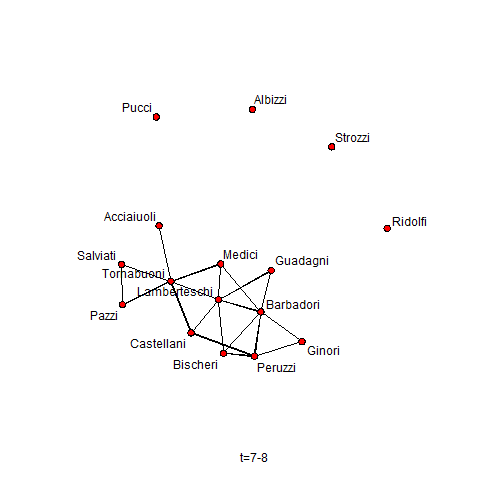 Albizzi
Pucci
Strozzi
Acciaiuoli
Ridolfi
Salviati
Medici
Guadagni
Tornabuoni
Lamberteschi
Pazzi
Barbadori
Castellani
Ginori
Bischeri
Peruzzi
t=7-8